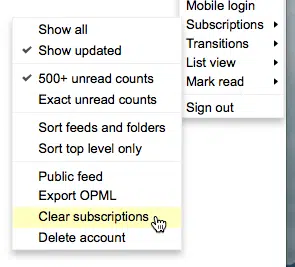 Mobile login
Subscriptions
Transitions
List view
Mark read
Sign out
Show all
Show updated
500+ unread counts
Exact unread counts
Sort feeds and folders
Sort top level only
Public feed
Export OPML
Clear subscriptions
Delete account